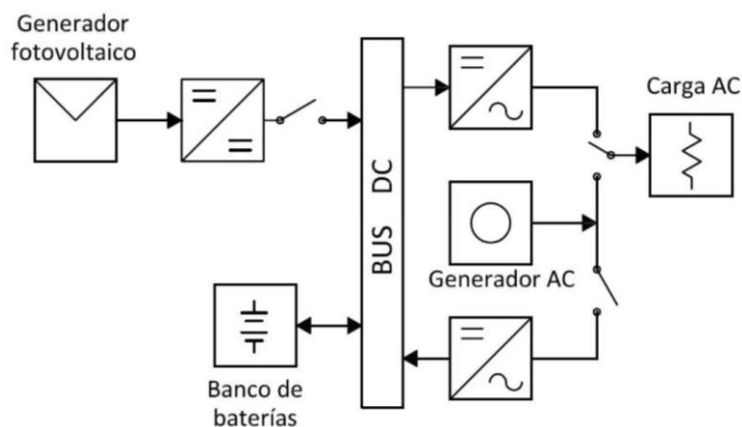 Generador
fotovoltaico
Carga AC
BUS DC
Generador AC
Banco de
baterías